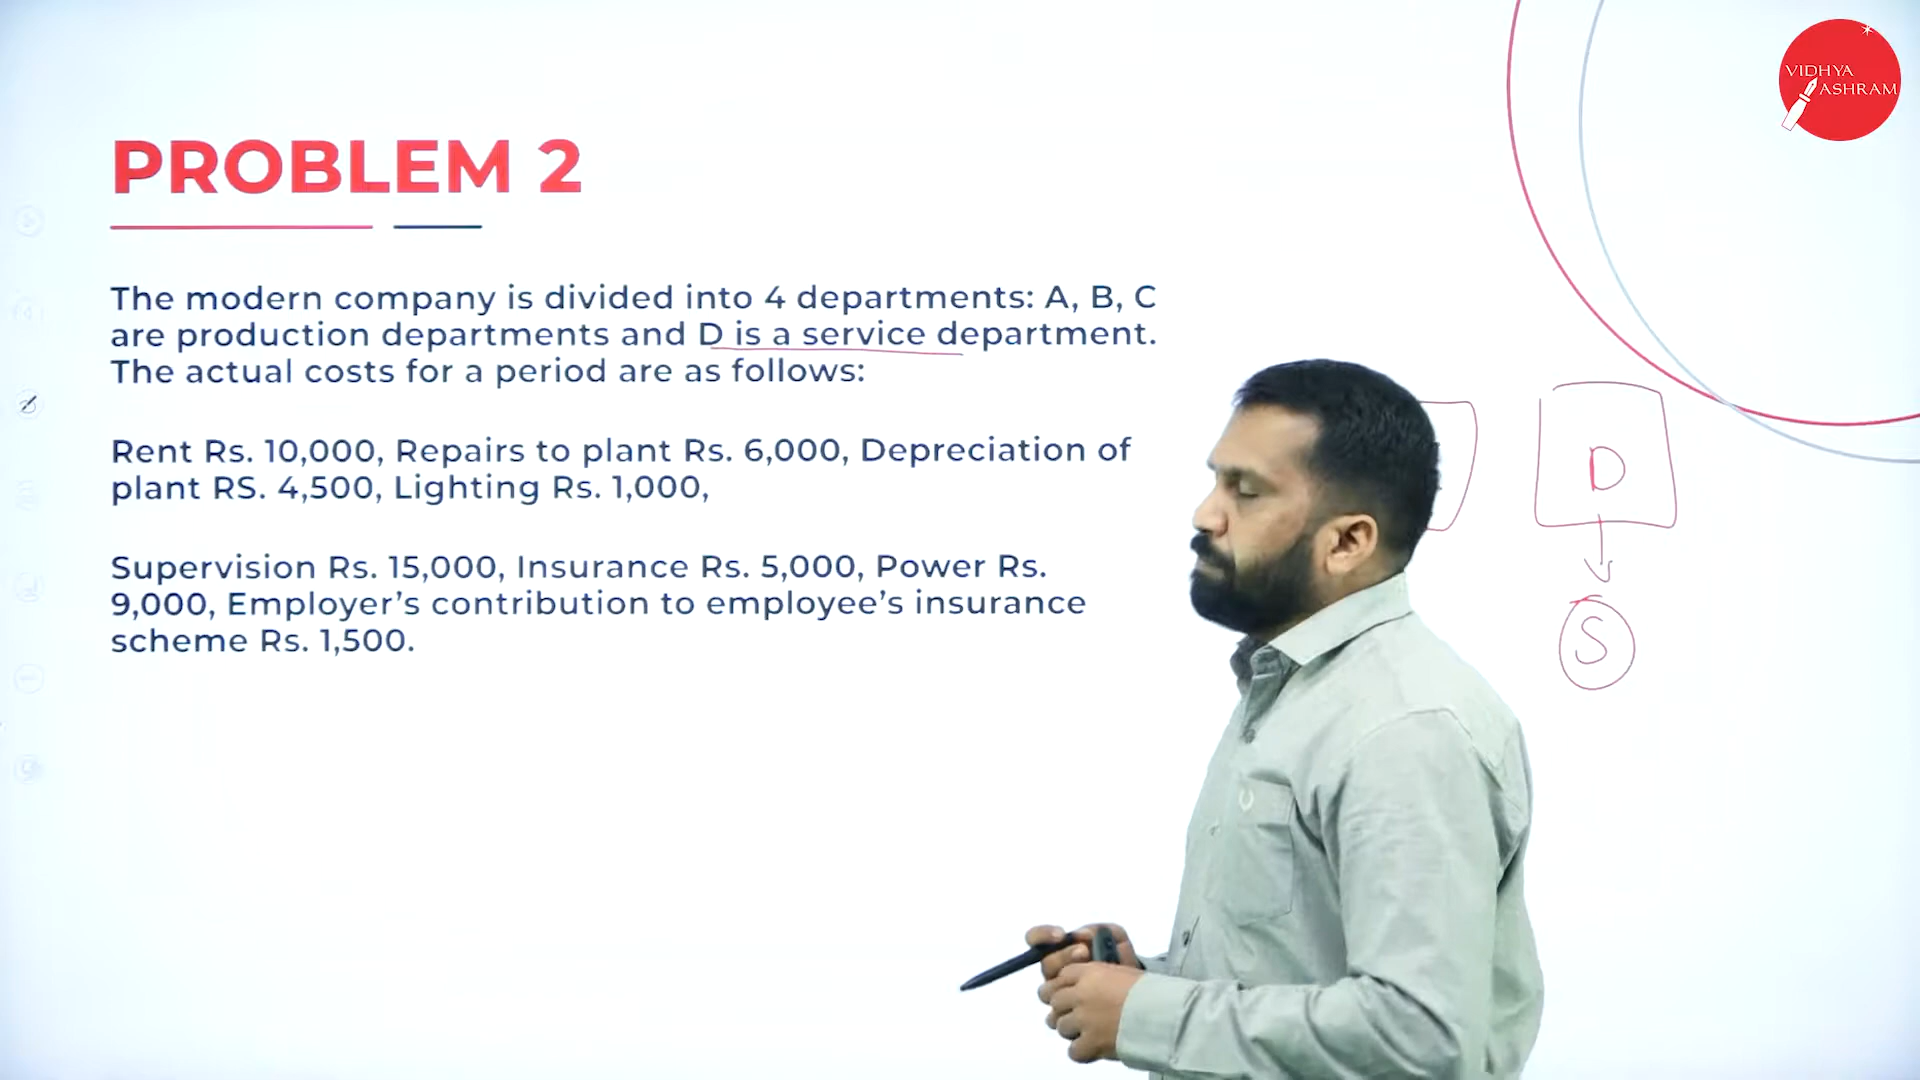 VIDHYA
ASHRAM
PROBLEM 2
The modern company is divided into 4 departments: A, B, C
are production departments and D is a service department.
The actual costs for a period are as follows:
Rent Rs. 10,000, Repairs to plant Rs. 6,000, Depreciation of
plant RS. 4,500, Lighting Rs. 1,000,
Supervision Rs. 15,000, Insurance Rs. 5,000, Power Rs.
9,000, Employer's contribution to employee's insurance
scheme Rs. 1,500.
D
S